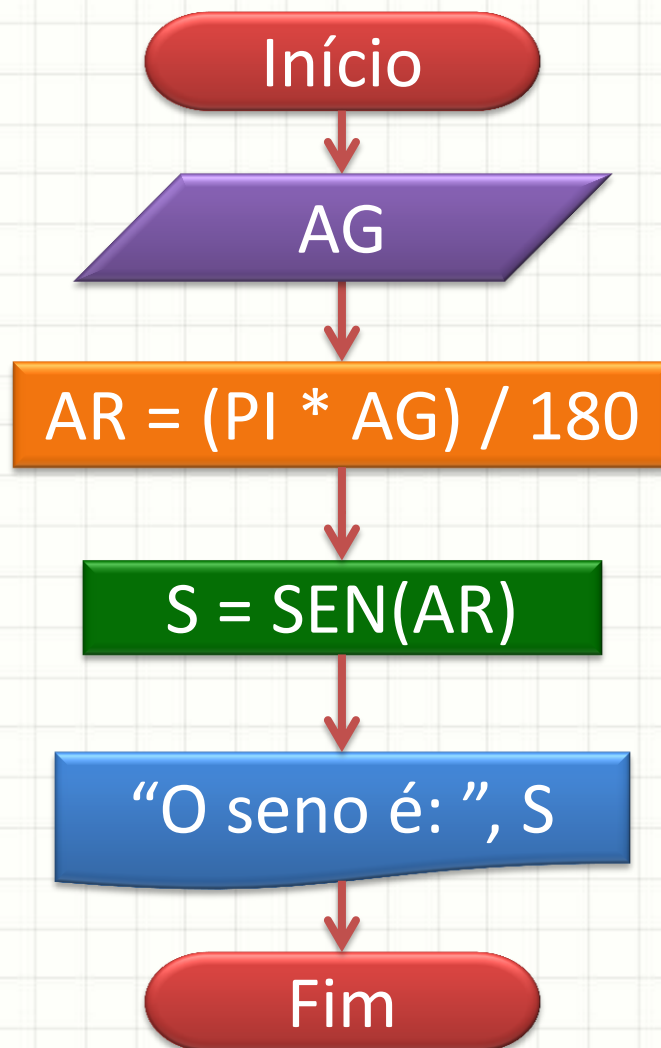 Início
AG
AR = (PI * AG) / 180
S = SEN(AR)
“O seno é: ”, S
Fim